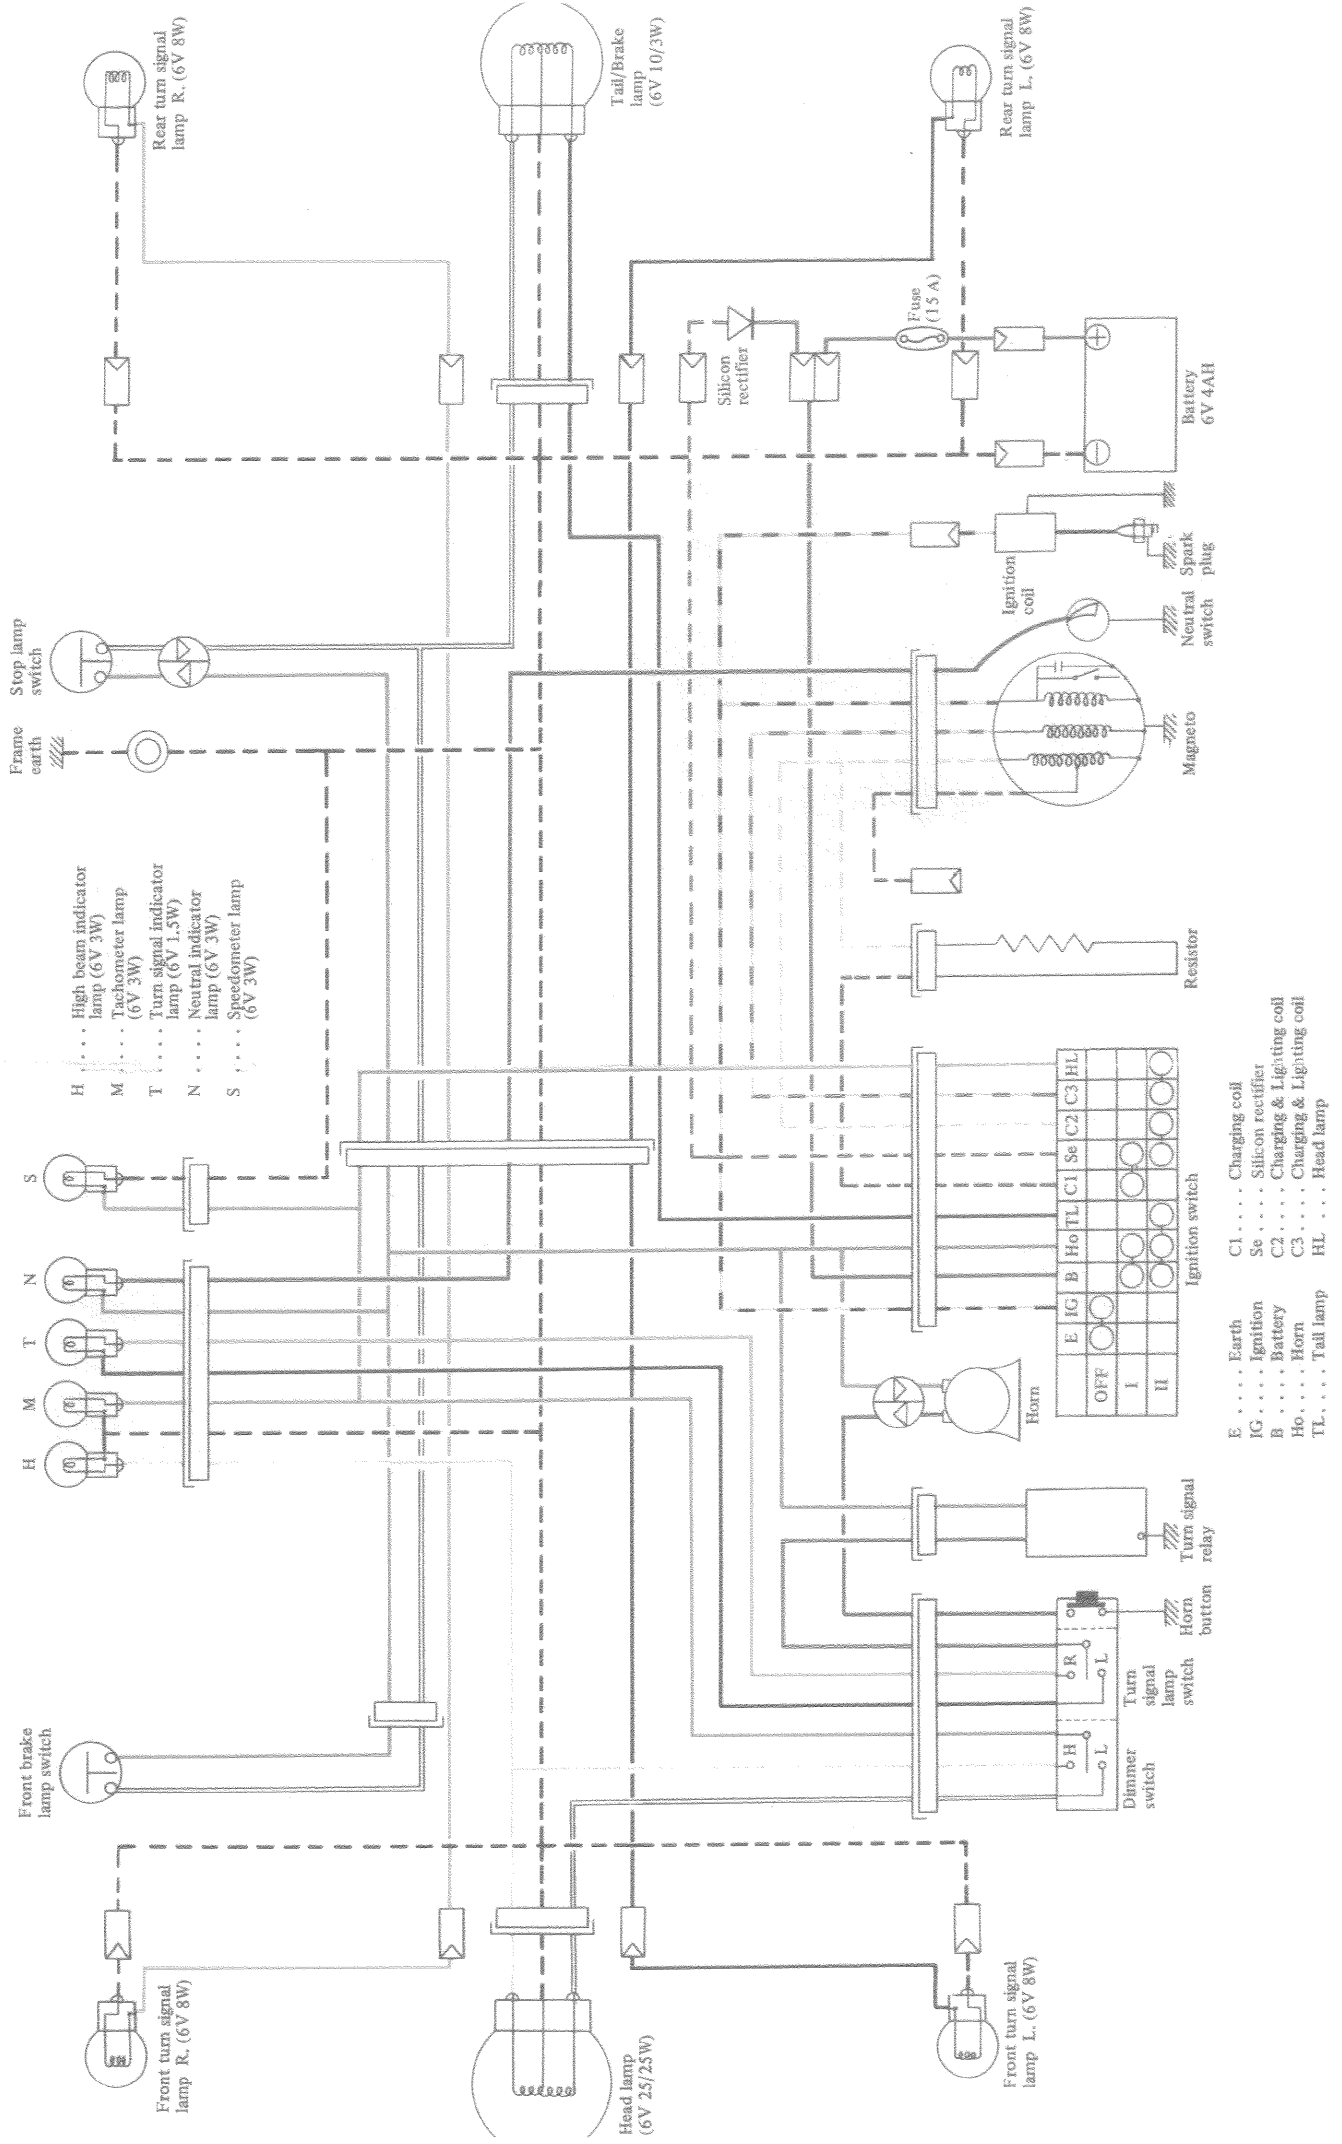 Rear turn signal
lamp R. (6V 8W)
Tail/Brake
lamp
(6V 10/3W)
Rear turn signal
lamp L. (6V 8W)
Silicon
rectifier
Fuse
(15 A)
Battery
6V 4AH
Stop lamp
switch
Frame
earth
Ignition
coil
Spark
plug
Neutral
switch
Magneto
Resistor
H . . . . High beam indicator
lamp (6V 3W)
M . . . Tachometer lamp
(6V 3W)
T . . . . Turn signal indicator
lamp (6V 1.5W)
N . . . . Neutral indicator
lamp (6V 3W)
S . . . . Speedometer lamp
(6V 3W)
S
N
T
M
H
E IG B Ho TL C1 Se C2 C3 HL
OFF
I
II
Ignition switch
E . . . . Earth
IG . . . . Ignition
B . . . . Battery
Ho . . . . Horn
TL . . . . Tail lamp
C1 . . . . Charging coil
Se . . . . Silicon rectifier
C2 . . . . Charging & Lighting coil
C3 . . . . Charging & Lighting coil
HL . . . Head lamp
Horn
Turn signal
relay
Horn
button
R
L
Turn
signal
lamp
switch
H
L
Dimmer
switch
Front brake
lamp switch
Front turn signal
lamp R. (6V 8W)
Head lamp
(6V 25/25W)
Front turn signal
lamp L. (6V 8W)